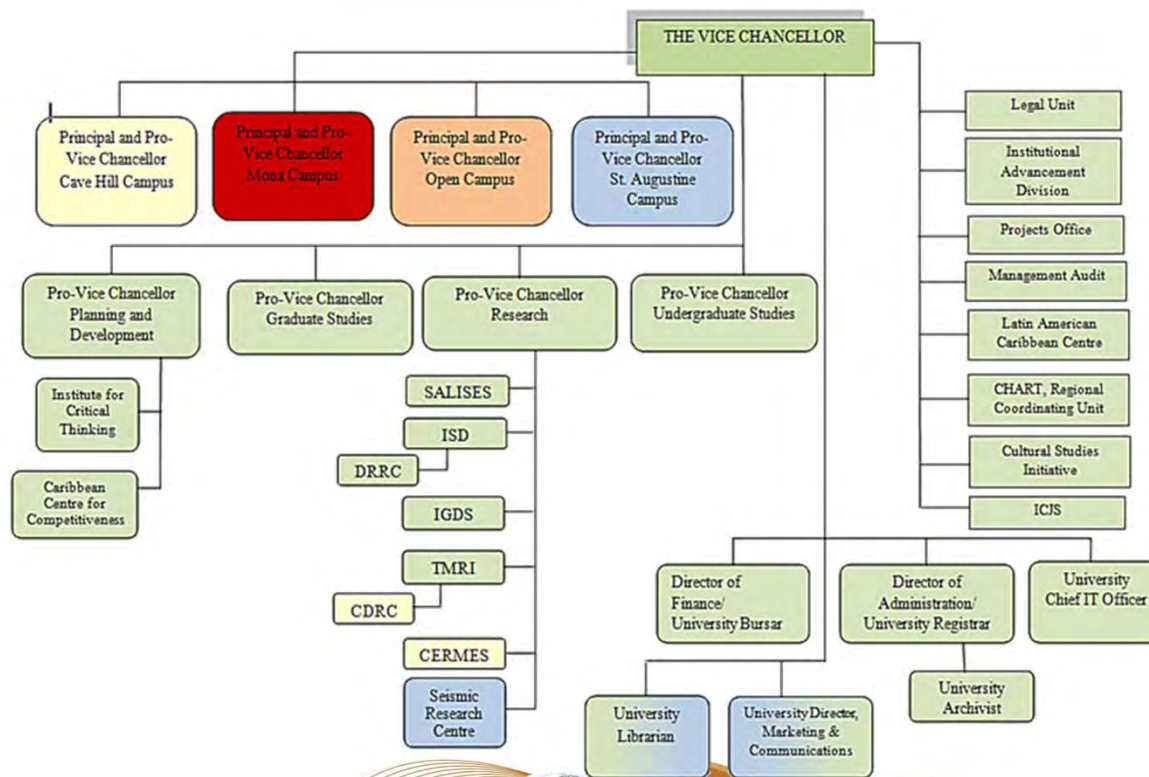 THE VICE CHANCELLOR
Principal and Pro-
Vice Chancellor
Cave Hill Campus
Principal and Pro-
Vice Chancellor
Mona Campus
Principal and Pro-
Vice Chancellor
Open Campus
Principal and Pro-
Vice Chancellor
St. Augustine
Campus
Legal Unit
Institutional
Advancement
Division
Projects Office
Management Audit
Latin American
Caribbean Centre
CHART, Regional
Coordinating Unit
Cultural Studies
Initiative
ICJS
Pro-Vice Chancellor
Planning and
Development
Pro-Vice Chancellor
Graduate Studies
Pro-Vice Chancellor
Research
Pro-Vice Chancellor
Undergraduate Studies
Institute for
Critical
Thinking
Caribbean
Centre for
Competitiveness
SALISES
ISD
DRRC
IGDS
TMRI
CDRC
CERMES
Seismic
Research
Centre
Director of
Finance/
University Bursar
Director of
Administration/
University Registrar
University
Chief IT Officer
University
Archivist
University
Librarian
University Director,
Marketing &
Communications